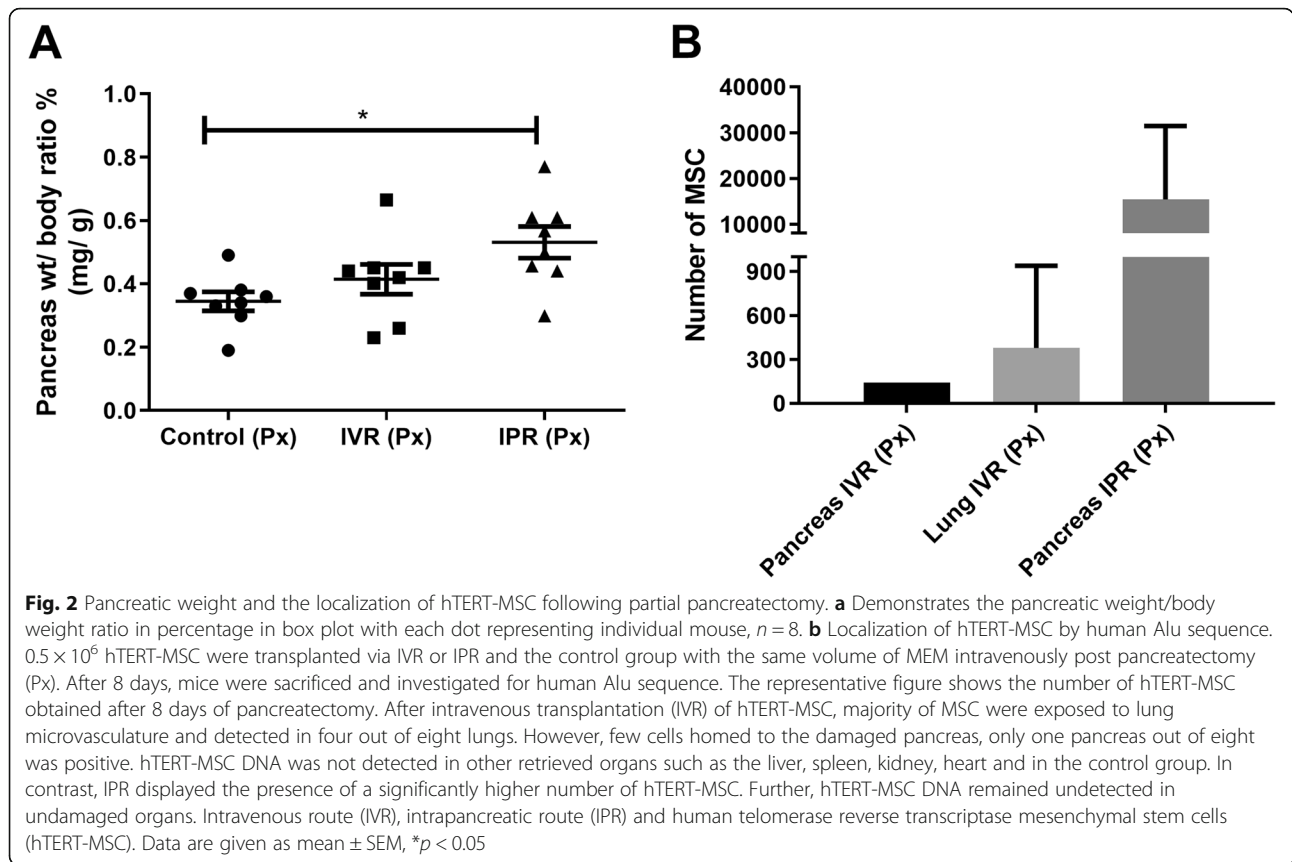 A
Pancreas wt/ body ratio %
(mg/ g)
1.0
0.8
0.6
0.4
0.2
0.0
*
Control (Px)
IVR (Px)
IPR (Px)
B
Number of MSC
40000
30000
20000
10000
900
600
300
0
Pancreas IVR (Px)
Lung IVR (Px)
Pancreas IPR (Px)
Fig. 2 Pancreatic weight and the localization of hTERT-MSC following partial pancreatectomy. a Demonstrates the pancreatic weight/body
weight ratio in percentage in box plot with each dot representing individual mouse, n = 8. b Localization of hTERT-MSC by human Alu sequence.
0.5 × 10⁶ hTERT-MSC were transplanted via IVR or IPR and the control group with the same volume of MEM intravenously post pancreatectomy
(Px). After 8 days, mice were sacrificed and investigated for human Alu sequence. The representative figure shows the number of hTERT-MSC
obtained after 8 days of pancreatectomy. After intravenous transplantation (IVR) of hTERT-MSC, majority of MSC were exposed to lung
microvasculature and detected in four out of eight lungs. However, few cells homed to the damaged pancreas, only one pancreas out of eight
was positive. hTERT-MSC DNA was not detected in other retrieved organs such as the liver, spleen, kidney, heart and in the control group. In
contrast, IPR displayed the presence of a significantly higher number of hTERT-MSC. Further, hTERT-MSC DNA remained undetected in
undamaged organs. Intravenous route (IVR), intrapancreatic route (IPR) and human telomerase reverse transcriptase mesenchymal stem cells
(hTERT-MSC). Data are given as mean ± SEM, *p < 0.05